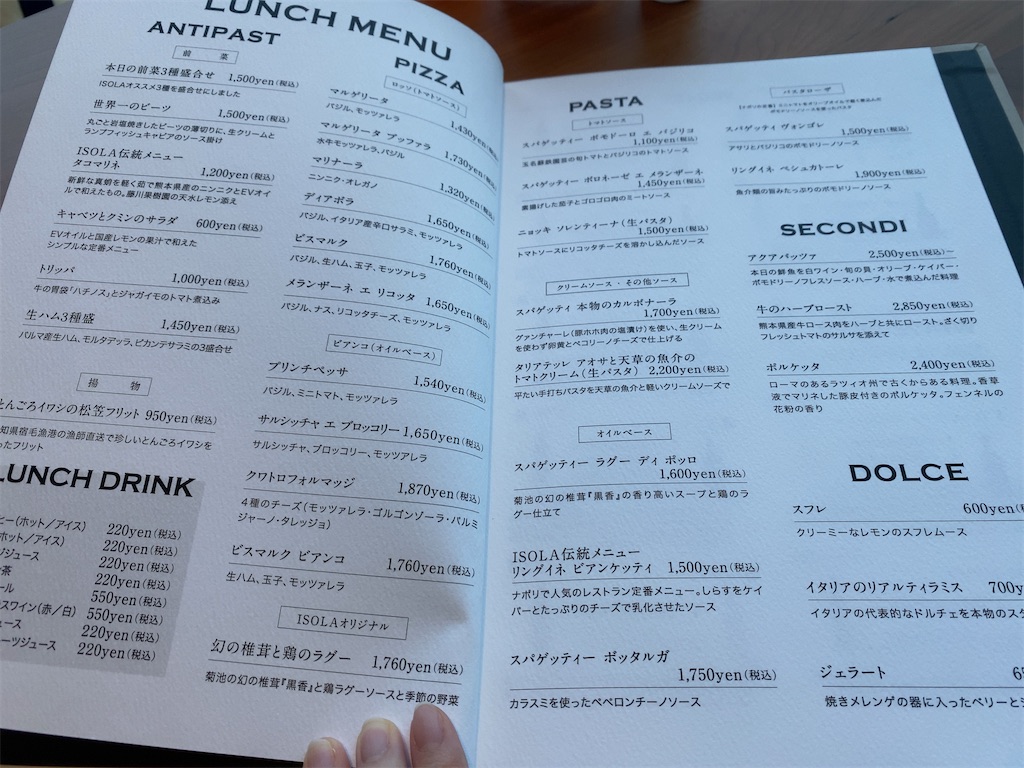 LUNCH MENU
ANTIPAST
前 菜
本日の前菜3種盛合せ 1,500yen(税込)
ISOLAオススメ3種を盛合せにしました
世界一のビーツ 1,500yen(税込)
丸ごと岩塩焼きしたビーツの薄切りに、生クリームと
ランプフィッシュキャビアのソース掛け
ISOLA伝統メニュー
タコマリネ 1,200yen(税込)
新鮮な真蛸を軽く茹で熊本県産のニンニクとEVオイ
ルで和えたもの。藤川果樹園の天水レモン添え
キャベツとクミンのサラダ 600yen(税込)
EVオイルと国産レモンの果汁で和えた
シンプルな定番メニュー
トリッパ 1,000yen(税込)
牛の胃袋「ハチノス」とジャガイモのトマト煮込み
生ハム3種盛 1,450yen(税込)
パルマ産生ハム、モルタデッラ、ピカンテサラミの3盛合せ
揚 物
とんごろイワシの松笠フリット 950yen(税込)
知県宿毛漁港の漁師直送で珍しいとんごろイワシを
ったフリット
LUNCH DRINK
ヒー(ホット/アイス) 220yen(税込)
ホット/アイス) 220yen(税込)
ジジュース 220yen(税込)
茶 220yen(税込)
ール 550yen(税込)
スワイン(赤/白) 550yen(税込)
ュース 220yen(税込)
ーツジュース 220yen(税込)
PIZZA
ロッソ(トマトソース)
マルゲリータ 1,430yen(税込)
バジル、モッツァレラ
マルゲリータ ブッファラ 1,730yen(税込)
水牛モッツァレラ、バジル
マリナーラ 1,320yen(税込)
ニンニク・オレガノ
ディアボラ 1,650yen(税込)
バジル、イタリア産辛口サラミ、モッツァレラ
ビスマルク 1,760yen(税込)
バジル、生ハム、玉子、モッツァレラ
メランザーネ エ リコッタ 1,650yen(税込)
バジル、ナス、リコッタチーズ、モッツァレラ
ビアンコ(オイルベース)
プリンチペッサ 1,540yen(税込)
バジル、ミニトマト、モッツァレラ
サルシッチャ エ ブロッコリー 1,650yen(税込)
サルシッチャ、ブロッコリー、モッツアレラ
クワトロフォルマッジ 1,870yen(税込)
4種のチーズ(モッツァレラ・ゴルゴンゾーラ・パルミ
ジャーノ・タレッジョ)
ビスマルク ビアンコ 1,760yen(税込)
生ハム、玉子、モッツァレラ
ISOLAオリジナル
幻の椎茸と鶏のラグー 1,760yen(税込)
菊池の幻の椎茸『黒香』と鶏ラグーソースと季節の野菜
PASTA
トマトソース
スパゲッティー ポモドーロ エ バジリコ
1,100yen(税込)
スパゲッティー ボロネーゼ エ メランザーネ
1,450yen(税込)
素揚げした茄子とゴロゴロ肉のミートソース
ニョッキ ソレンティーナ(生パスタ)
1,500yen(税込)
トマトソースにリコッタチーズを溶かし込んだソース
クリームソース・その他ソース
スパゲッティ 本物のカルボナーラ
1,700yen(税込)
グァンチャーレ(豚ホホ肉の塩漬け)を使い、生クリーム
を使わず卵黄とペコリーノチーズで仕上げる
タリアテッレ アオサと天草の魚介の
トマトクリーム(生パスタ) 2,200yen(税込)
平たい手打ちパスタを天草の魚介と軽いクリームソースで
オイルベース
スパゲッティー ラグー ディ ポッロ
1,600yen(税込)
菊池の幻の椎茸『黒香』の香り高いスープと鶏のラ
グー仕立て
ISOLA伝統メニュー
リングイネ ビアンケッティ 1,500yen(税込)
ナポリで人気のレストラン定番メニュー。しらすをケイ
パーとたっぷりのチーズで乳化させたソース
スパゲッティー ボッタルガ
1,750yen(税込)
カラスミを使ったペペロンチーノソース
パスタローザ
スパゲッティ ヴォンゴレ 1,500yen(税込)
アサリとバジルのポモドリーノソース
リングイネ ペシュカトーレ 1,900yen(税込)
魚介類の旨みたっぷりのポモドリーノソース
SECONDI
アクアパッツァ 2,500yen(税込)〜
本日の鮮魚を白ワイン・旬の貝・オリーブ・ケイパー・
ポモドリーノフレスソース・ハーブ・水で煮込んだ料理
牛のハーブロースト 2,850yen(税込)
熊本県産牛ロース肉をハーブと共にロースト。ざく切り
フレッシュトマトのサルサを添えて
ポルケッタ 2,400yen(税込)
ローマのあるラツィオ州で古くからある料理。香草
液でマリネした豚皮付きのポルケッタ。フェンネルの
花粉の香り
DOLCE
スフレ 600yen(税
クリーミーなレモンのスフレムース
イタリアのリアルティラミス 700y
イタリアの代表的なドルチェを本物のスタ
ジェラート
焼きメレンゲの器に入ったベリーと